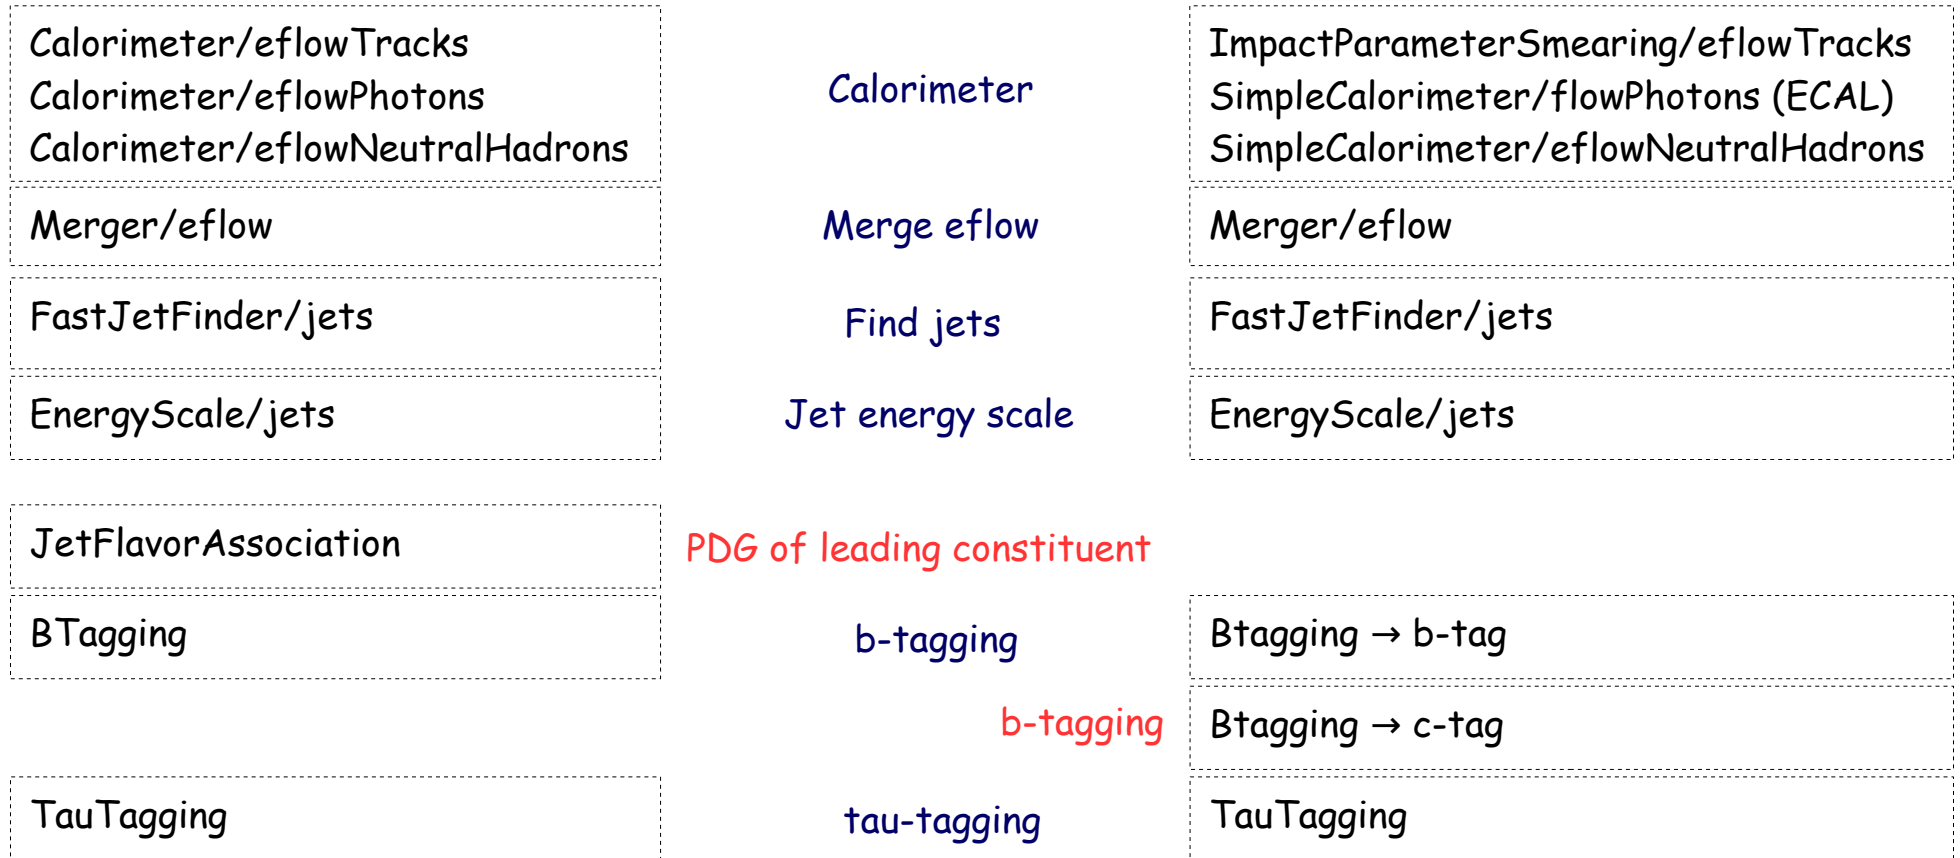 Calorimeter/eflowTracks
Calorimeter/eflowPhotons
Calorimeter/eflowNeutralHadrons
Calorimeter
ImpactParameterSmearing/eflowTracks
SimpleCalorimeter/flowPhotons (ECAL)
SimpleCalorimeter/eflowNeutralHadrons
Merger/eflow
Merge eflow
Merger/eflow
FastJetFinder/jets
Find jets
FastJetFinder/jets
EnergyScale/jets
Jet energy scale
EnergyScale/jets
JetFlavorAssociation
PDG of leading constituent
BTagging
b-tagging
Btagging → b-tag
b-tagging
Btagging → c-tag
TauTagging
tau-tagging
TauTagging